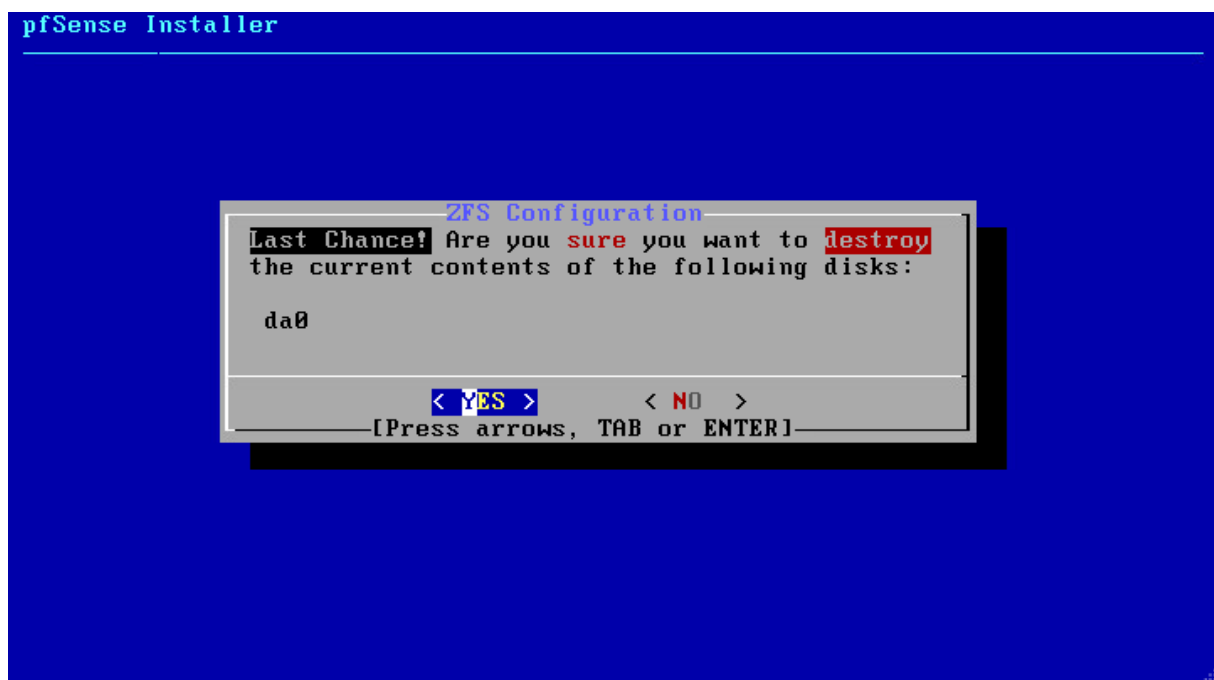 pfSense Installer
ZFS Configuration
Last Chance! Are you sure you want to destroy
the current contents of the following disks:
da0
< YES > < NO >
[Press arrows, TAB or ENTER]